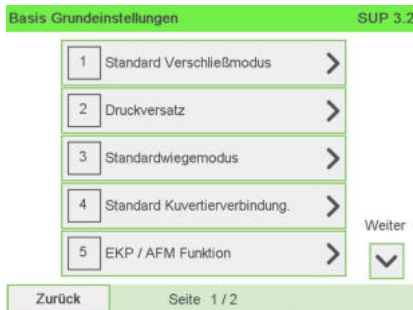 Basis Grundeinstellungen SUP 3.2
1 Standard Verschließmodus
2 Druckversatz
3 Standardwiegemodus
4 Standard Kuvertierverbindung.
Weiter
5 EKP / AFM Funktion
Zurück Seite 1 / 2